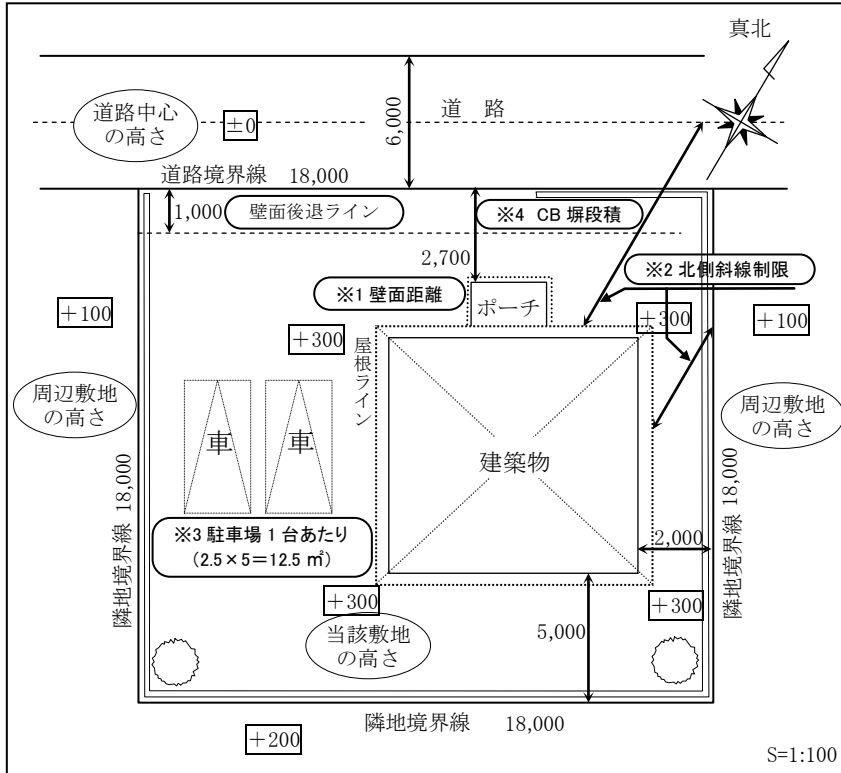 真北
道路中心
の高さ
±0
6,000
道 路
道路境界線 18,000
1,000
壁面後退ライン
※4 CB 塀段積
2,700
※2 北側斜線制限
※1 壁面距離
ポーチ
+100
+300
屋根ライン
+300
+100
周辺敷地
の高さ
周辺敷地
の高さ
車
車
建築物
隣地境界線 18,000
※3 駐車場 1 台あたり
(2.5×5=12.5 ㎡)
2,000
隣地境界線 18,000
+300
+300
当該敷地
の高さ
5,000
隣地境界線 18,000
+200
S=1:100